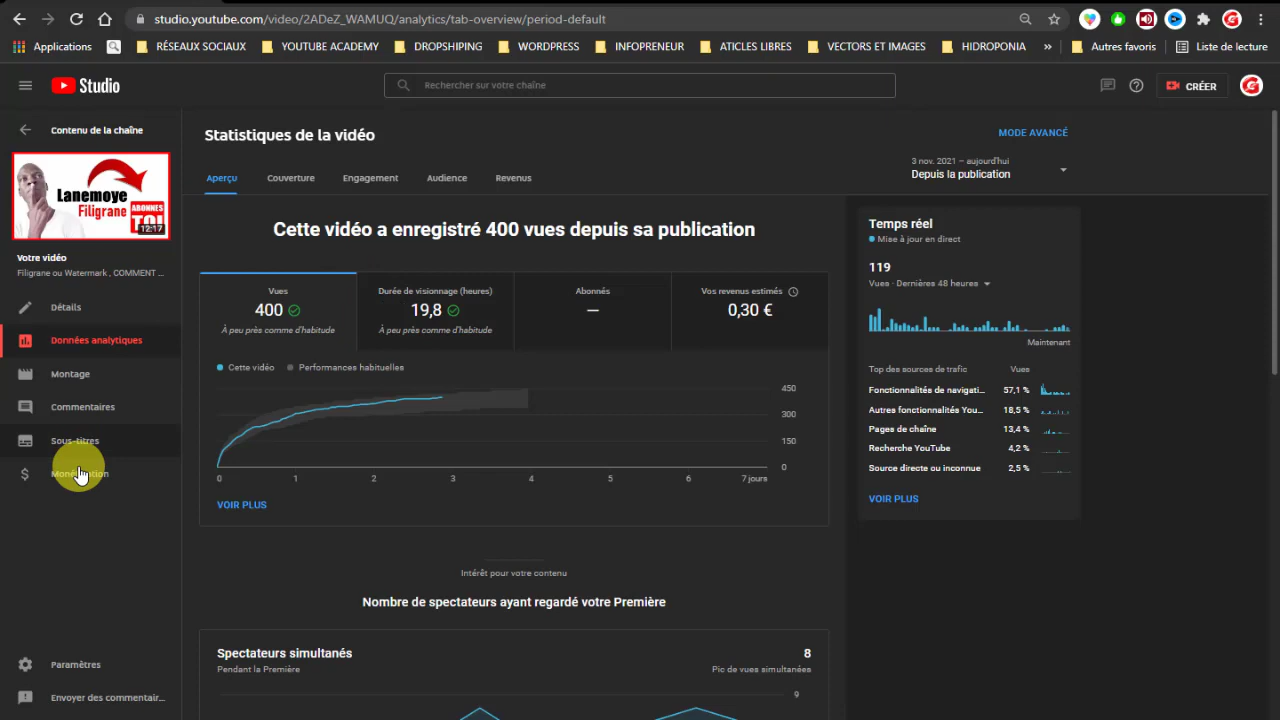 studio.youtube.com/video/2ADeZ_WAMUQ/analytics/tab-overview/period-default
Applications
RÉSEAUX SOCIAUX
YOUTUBE ACADEMY
DROPSHIPING
WORDPRESS
INFOPRENEUR
ATICLES LIBRES
VECTORS ET IMAGES
HIDROPONIA
»
Autres favoris
Liste de lecture
Studio
Rechercher sur votre chaîne
CRÉER
Contenu de la chaîne
Lanemoye
Filigrane
ABONNES
TOI
12:17
Votre vidéo
Filigrane ou Watermark , COMMENT ...
Détails
Données analytiques
Montage
Commentaires
Sous-titres
Paramètres
Envoyer des commentair...
Statistiques de la vidéo
MODE AVANCÉ
Aperçu
Couverture
Engagement
Audience
Revenus
3 nov. 2021 – aujourd'hui
Depuis la publication
Cette vidéo a enregistré 400 vues depuis sa publication
Vues
400
À peu près comme d'habitude
Durée de visionnage (heures)
19,8
À peu près comme d'habitude
Abonnés
—
Vos revenus estimés
0,30 €
Cette vidéo
Performances habituelles
450
300
150
0
0
1
2
3
4
5
6
7 jours
VOIR PLUS
Intérêt pour votre contenu
Nombre de spectateurs ayant regardé votre Première
Spectateurs simultanés
8
Pendant la Première
Pic de vues simultanées
9
Temps réel
Mise à jour en direct
119
Vues · Dernières 48 heures
Maintenant
Top des sources de trafic
Vues
Fonctionnalités de navigati...
57,1 %
Autres fonctionnalités You...
18,5 %
Pages de chaîne
13,4 %
Recherche YouTube
4,2 %
Source directe ou inconnue
2,5 %
VOIR PLUS